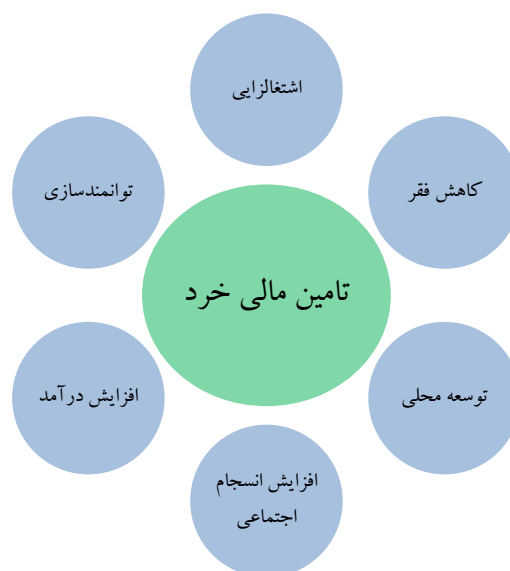 اشتغالزایی
توانمندسازی
کاهش فقر
تامین مالی خرد
افزایش درآمد
توسعه محلی
افزایش انسجام
اجتماعی